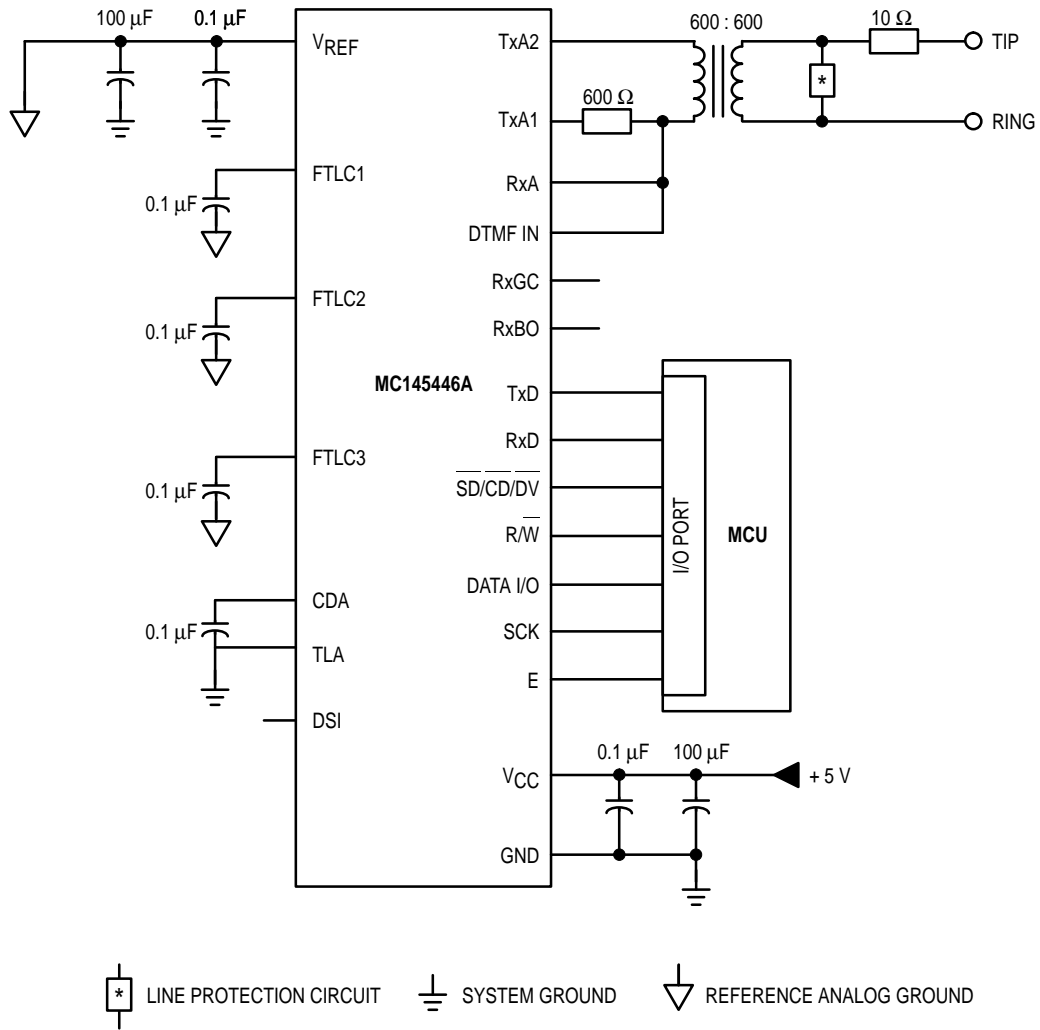 100 µF
0.1 µF
600 : 600
10 Ω
VREF
TxA2
TIP
*
600 Ω
TxA1
RING
FTLC1
RxA
0.1 µF
DTMF IN
RxGC
FTLC2
RxBO
0.1 µF
MC145446A
TxD
RxD
FTLC3
SD/CD/DV
0.1 µF
R/W
I/O PORT
MCU
DATA I/O
CDA
0.1 µF
SCK
TLA
E
DSI
0.1 µF
100 µF
VCC
+ 5 V
GND
* LINE PROTECTION CIRCUIT
SYSTEM GROUND
REFERENCE ANALOG GROUND